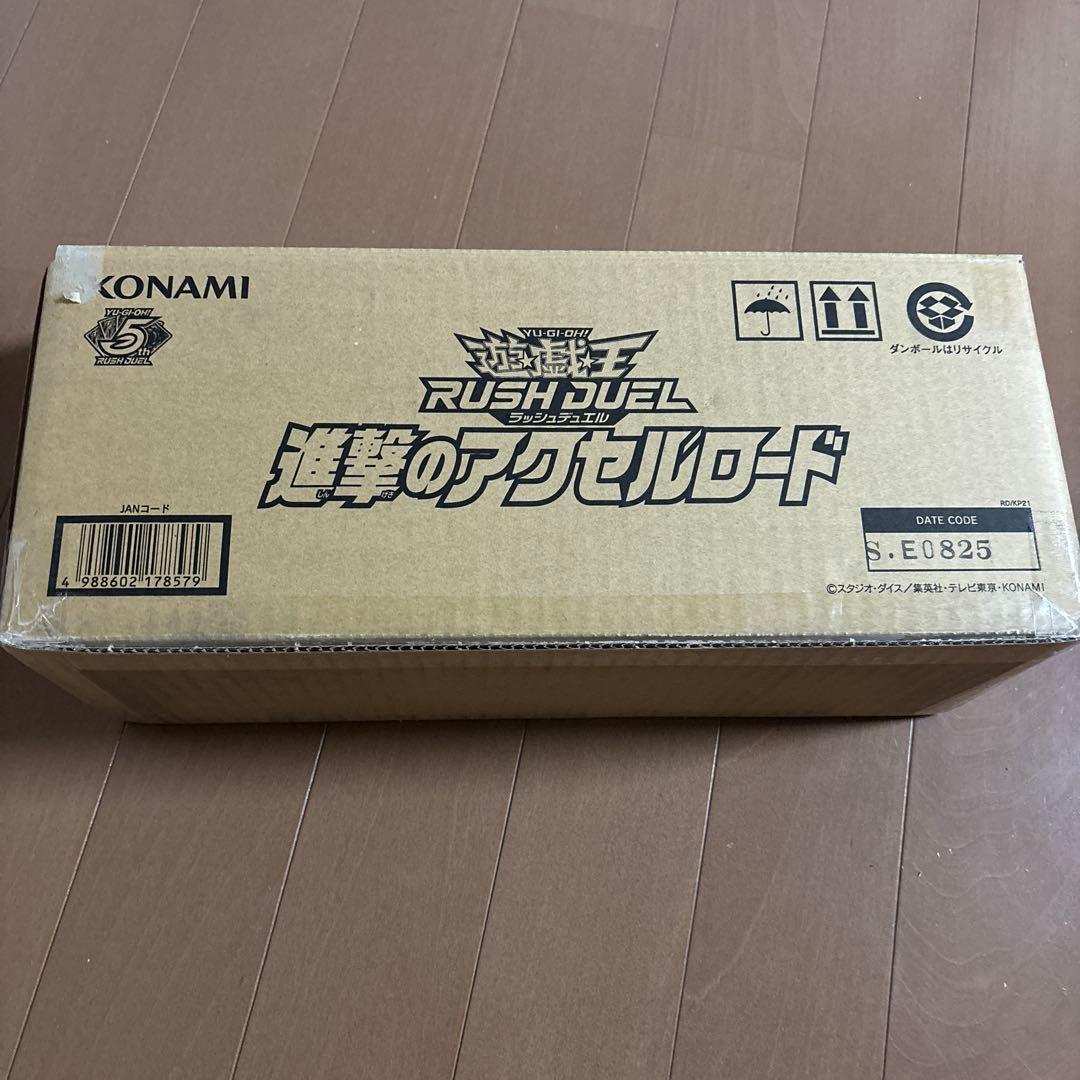 KONAMI
YU-GI-OH!
5th
RUSH DUEL
YU-GI-OH!
遊☆戯☆王
RUSH DUEL
ラッシュデュエル
進撃のアクセルロード
しん げき
ダンボールはリサイクル
JANコード
4 988602 178579
RD/KP21
DATE CODE
S.E0825
©スタジオ・ダイス／集英社・テレビ東京・KONAMI